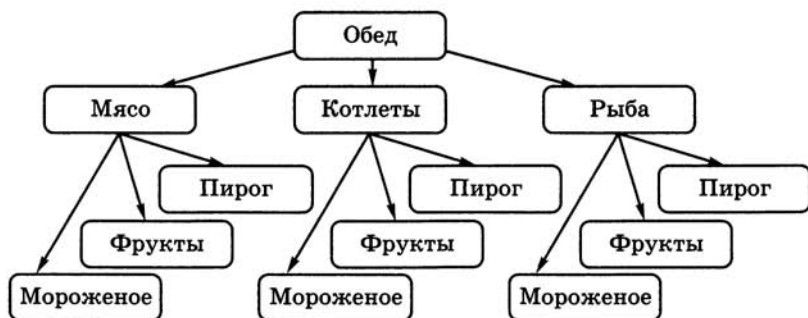 Обед
Мясо
Котлеты
Рыба
Пирог
Пирог
Пирог
Фрукты
Фрукты
Фрукты
Мороженое
Мороженое
Мороженое